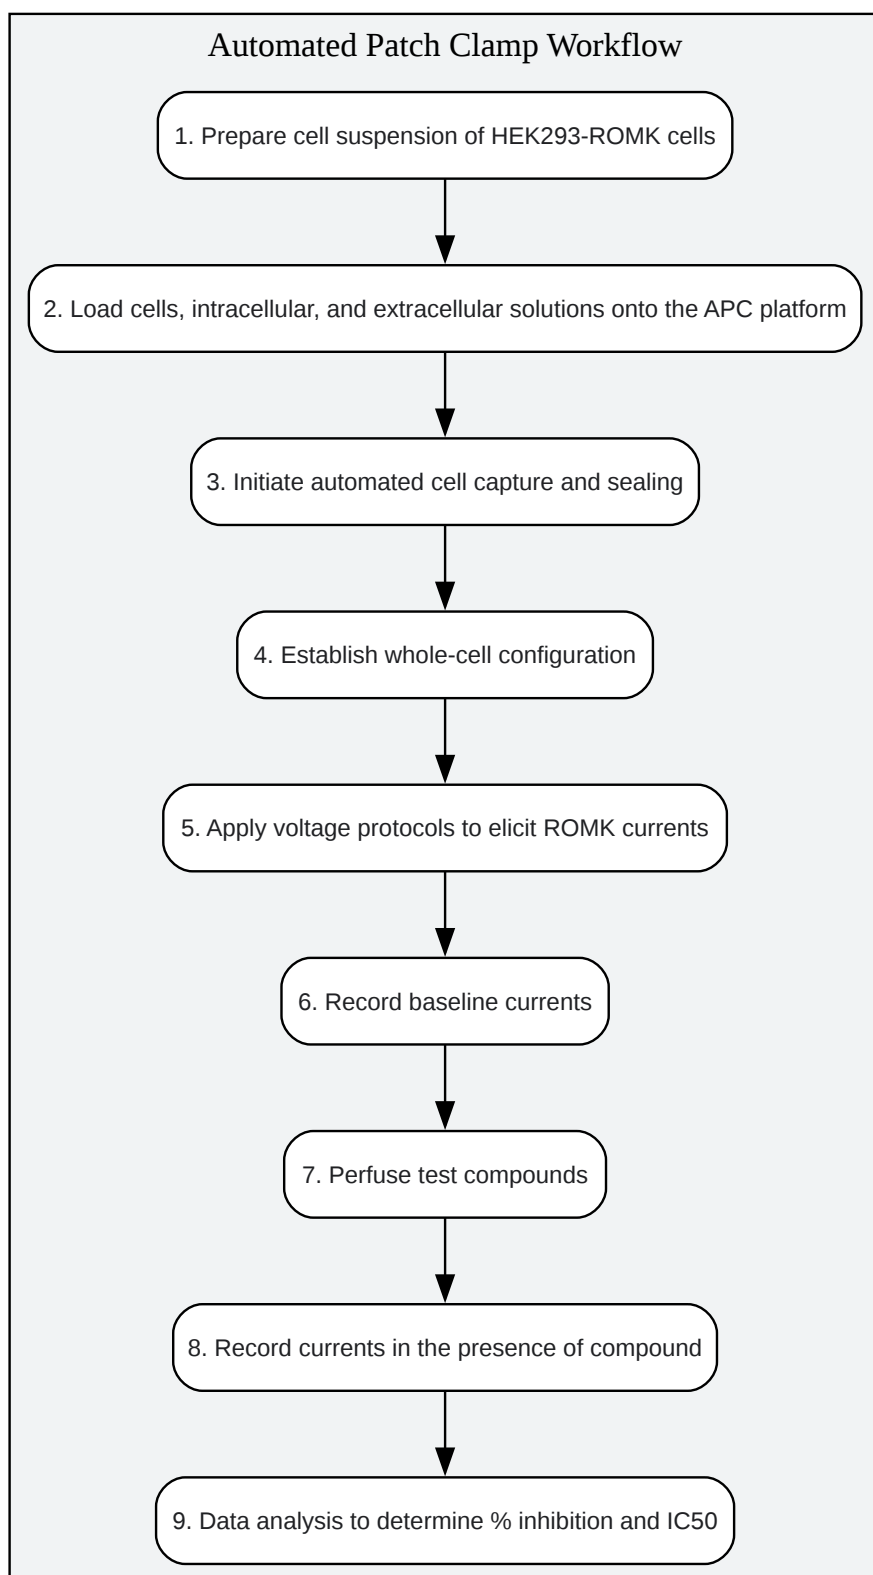 Automated Patch Clamp Workflow
1. Prepare cell suspension of HEK293-ROMK cells
2. Load cells, intracellular, and extracellular solutions onto the APC platform
3. Initiate automated cell capture and sealing
4. Establish whole-cell configuration
5. Apply voltage protocols to elicit ROMK currents
6. Record baseline currents
7. Perfuse test compounds
8. Record currents in the presence of compound
9. Data analysis to determine % inhibition and IC50